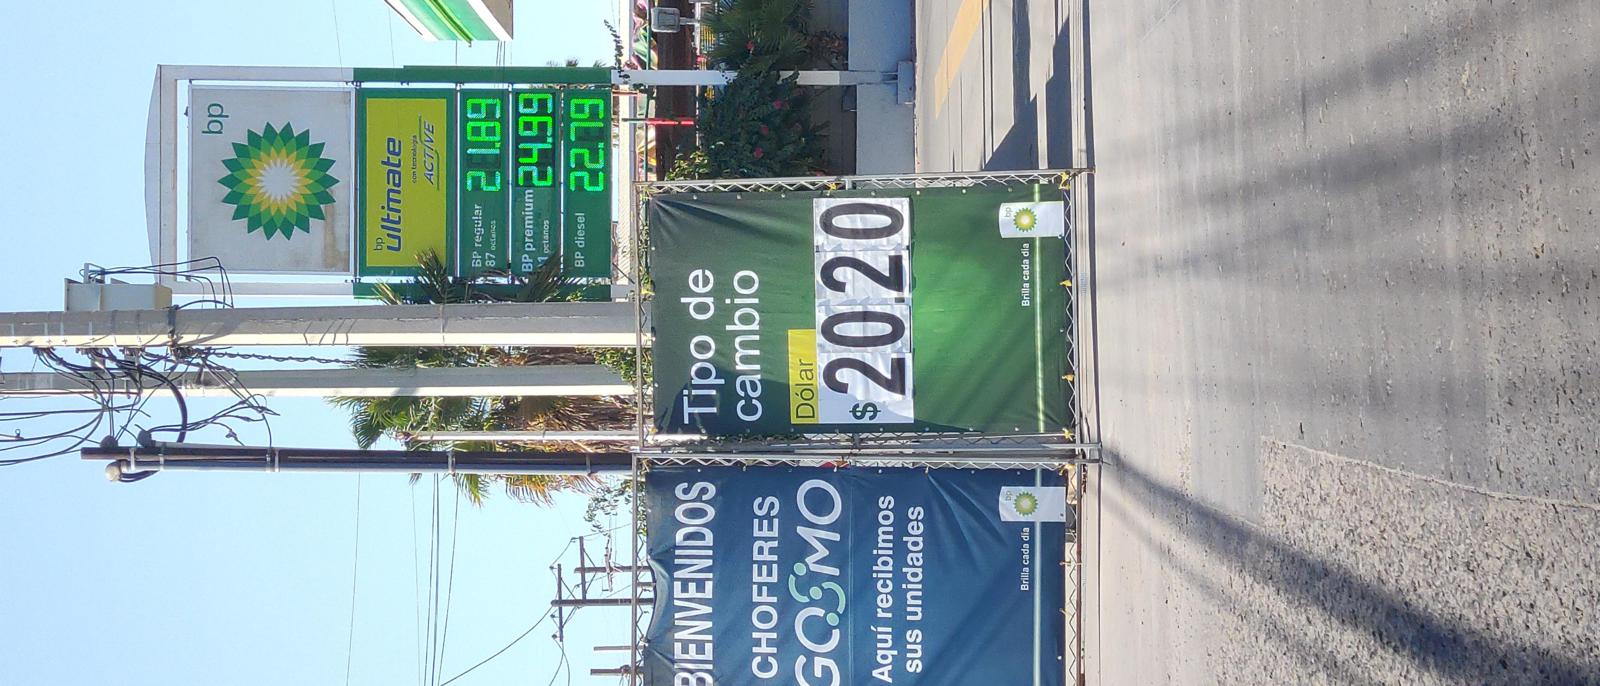 bp
bp
ultimate
con tecnología
ACTIVE
BP regular
87 octanos
21.89
BP premium
octanos
24.99
BP diesel
22.79
Tipo de
cambio
Dólar
$20.20
Brilla cada día
bp
BIENVENIDOS
CHOFERES
GOOMO
Aquí recibimos
sus unidades
Brilla cada día
bp